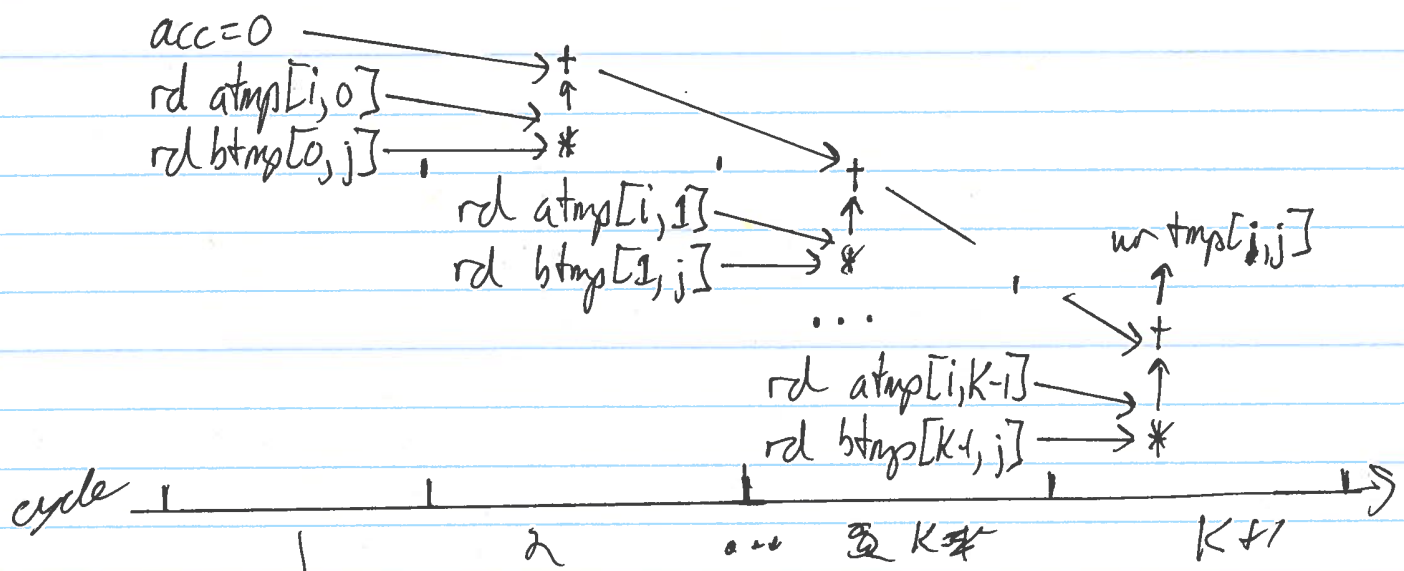 acc=0
+
rd atmp[i,0]
rd btmp[0,j]
*
+
rd atmp[i,1]
rd btmp[1,j]
*
wr tmp[i,j]
...
+
rd atmp[i,K-1]
rd btmp[K-1,j]
*
cycle
1 2 ... K K+1